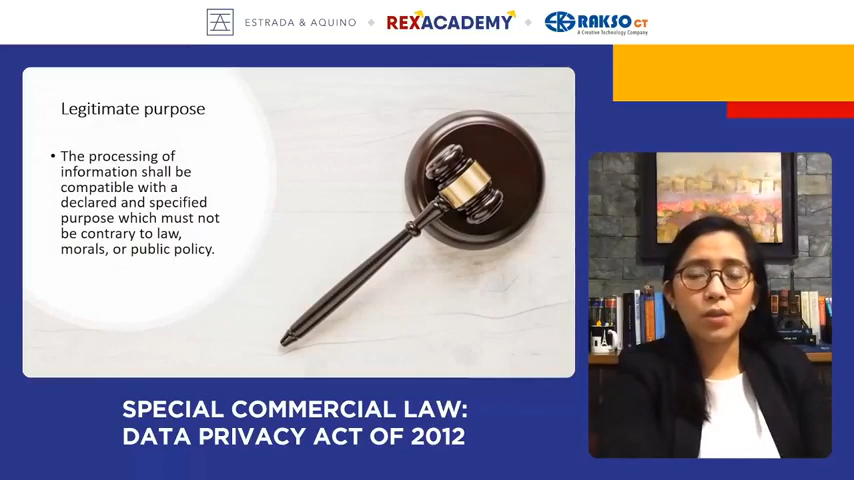 ESTRADA & AQUINO
REXACADEMY
RAKSO CT
A Creative Technology Company
Legitimate purpose
• The processing of
information shall be
compatible with a
declared and specified
purpose which must not
be contrary to law,
morals, or public policy.
SPECIAL COMMERCIAL LAW:
DATA PRIVACY ACT OF 2012